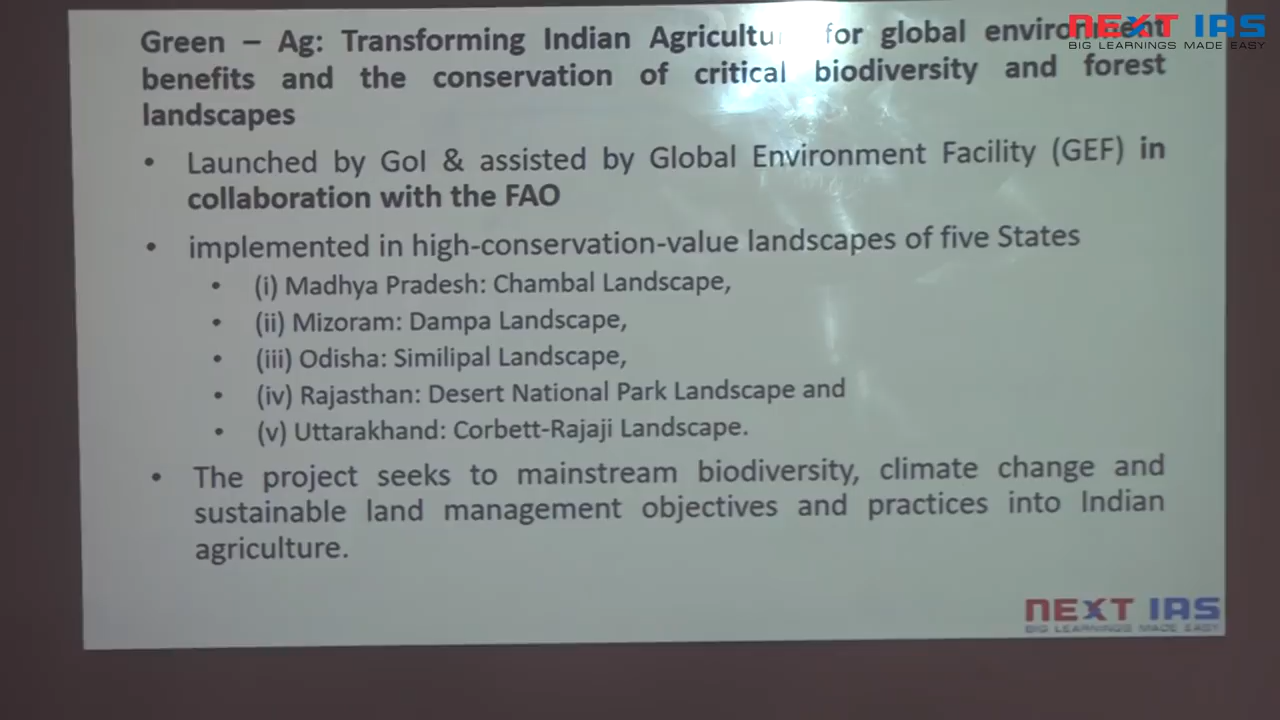 NEXT IAS
BIG LEARNINGS MADE EASY
Green – Ag: Transforming Indian Agricultu for global environment
benefits and the conservation of critical biodiversity and forest
landscapes
• Launched by GoI & assisted by Global Environment Facility (GEF) in
collaboration with the FAO
• implemented in high-conservation-value landscapes of five States
• (i) Madhya Pradesh: Chambal Landscape,
• (ii) Mizoram: Dampa Landscape,
• (iii) Odisha: Similipal Landscape,
• (iv) Rajasthan: Desert National Park Landscape and
• (v) Uttarakhand: Corbett-Rajaji Landscape.
• The project seeks to mainstream biodiversity, climate change and
sustainable land management objectives and practices into Indian
agriculture.
NEXT IAS
BIG LEARNINGS MADE EASY